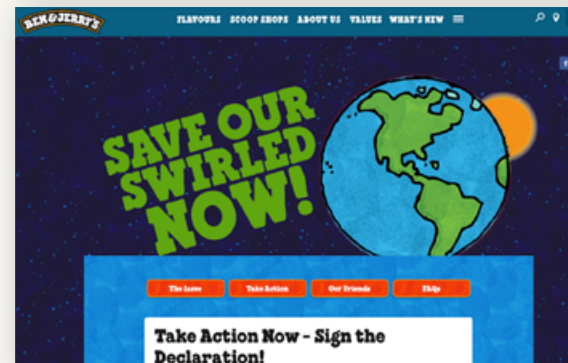 BEN & JERRY'S
FLAVOURS SCOOP SHOPS ABOUT US VALUES WHAT'S NEW
SAVE OUR
SWIRLED
NOW!
The Issue Take Action Our Friends FAQs
Take Action Now - Sign the
Declaration!